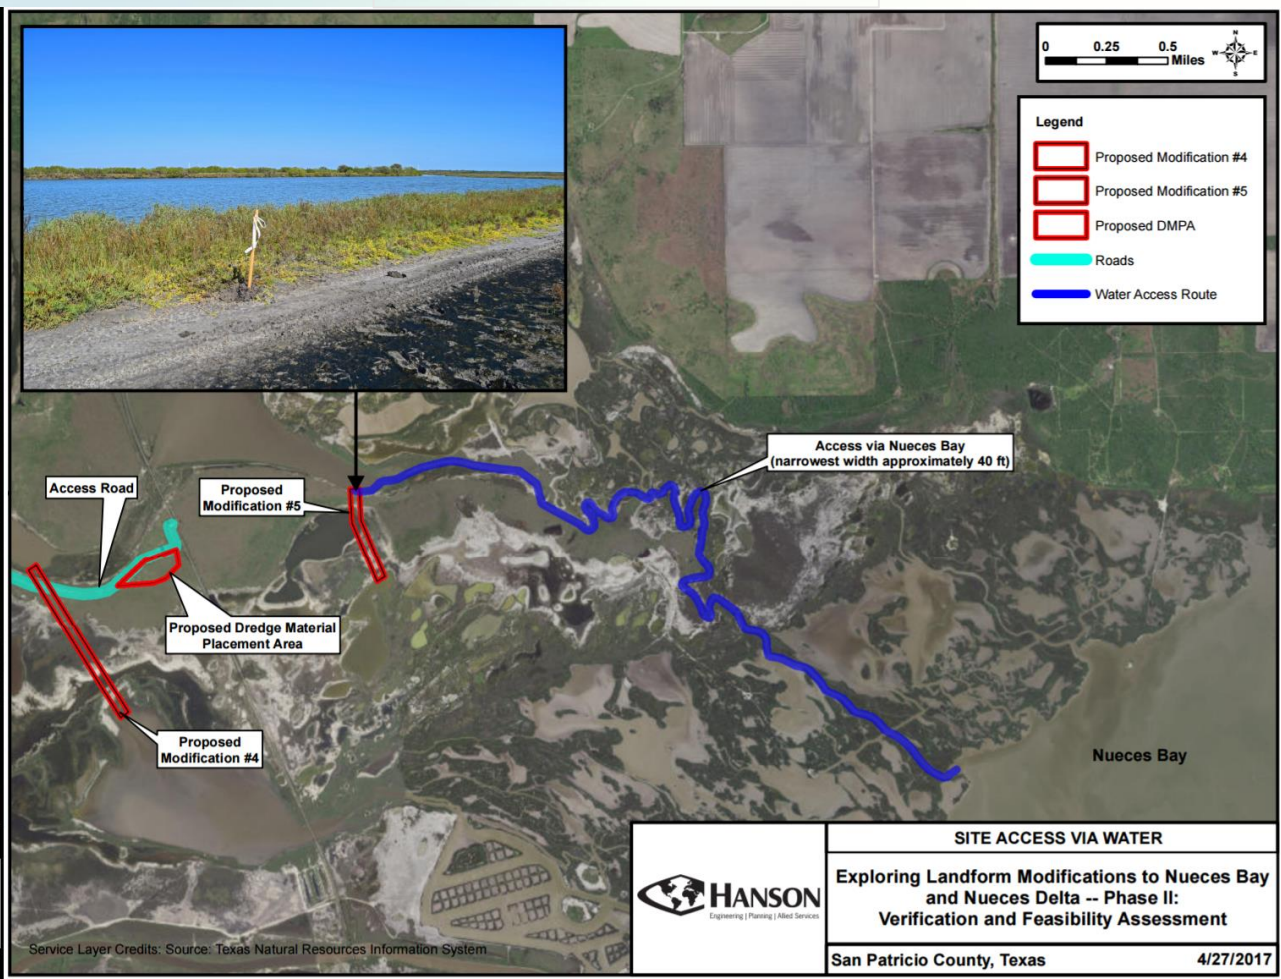 0 0.25 0.5
Miles
N
W E
S
Legend
Proposed Modification #4
Proposed Modification #5
Proposed DMPA
Roads
Water Access Route
Access via Nueces Bay
(narrowest width approximately 40 ft)
Access Road
Proposed
Modification #5
Proposed Dredge Material
Placement Area
Proposed
Modification #4
Nueces Bay
HANSON
Engineering | Planning | Allied Services
SITE ACCESS VIA WATER
Exploring Landform Modifications to Nueces Bay
and Nueces Delta -- Phase II:
Verification and Feasibility Assessment
San Patricio County, Texas 4/27/2017
Service Layer Credits: Source: Texas Natural Resources Information System